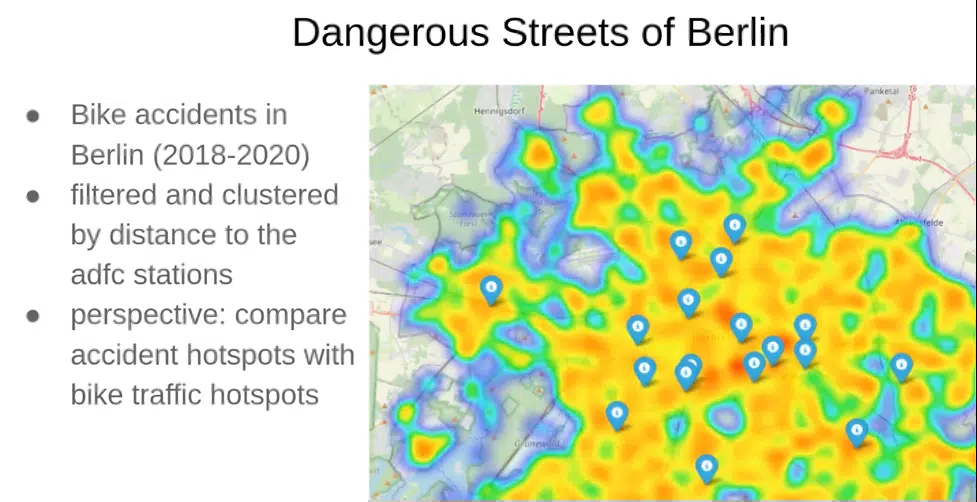 Dangerous Streets of Berlin
● Bike accidents in
Berlin (2018-2020)
● filtered and clustered
by distance to the
adfc stations
● perspective: compare
accident hotspots with
bike traffic hotspots
Hennigsdorf
Panketal
Grunewald